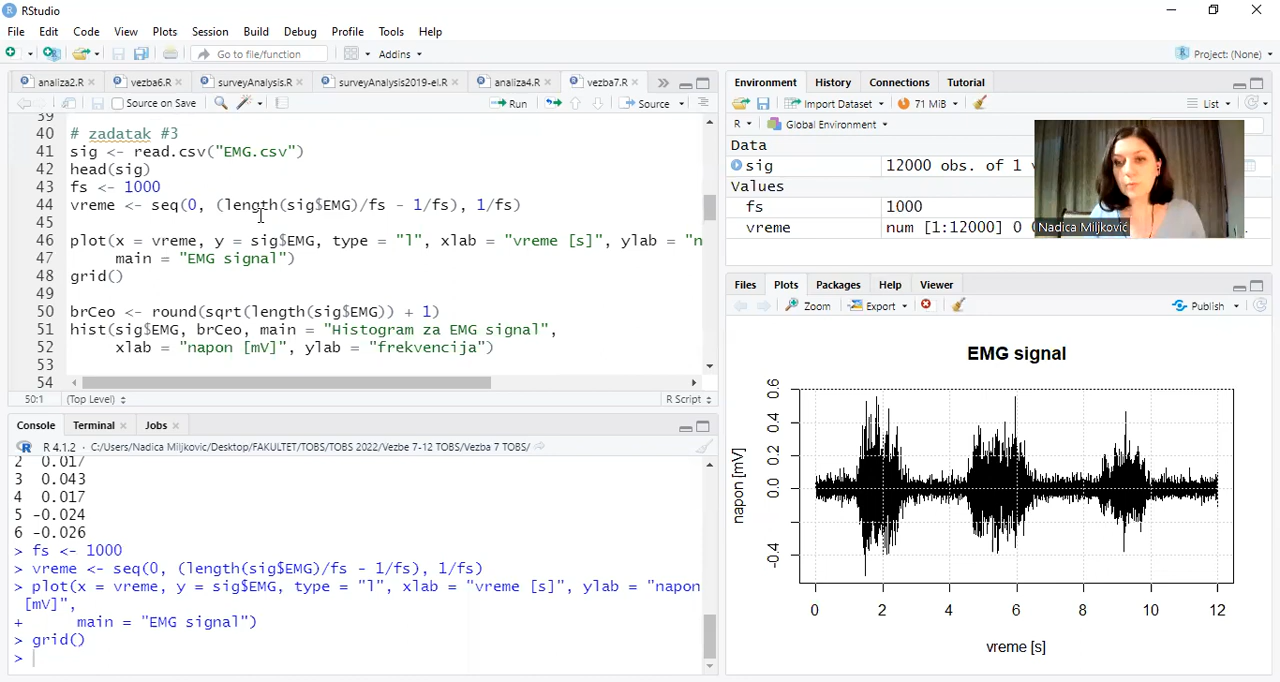 RStudio
File Edit Code View Plots Session Build Debug Profile Tools Help
Go to file/function Addins Project: (None)
analiza2.R vezba6.R surveyAnalysis.R surveyAnalysis2019-el.R analiza4.R vezba7.R
Source on Save Run Source
39
40 # zadatak #3
41 sig <- read.csv("EMG.csv")
42 head(sig)
43 fs <- 1000
44 vreme <- seq(0, (length(sig$EMG)/fs - 1/fs), 1/fs)
45
46 plot(x = vreme, y = sig$EMG, type = "l", xlab = "vreme [s]", ylab = "n
47 main = "EMG signal")
48 grid()
49
50 brCeo <- round(sqrt(length(sig$EMG)) + 1)
51 hist(sig$EMG, brCeo, main = "Histogram za EMG signal",
52 xlab = "napon [mV]", ylab = "frekvencija")
53
54
50:1 (Top Level) R Script
Console Terminal Jobs
R 4.1.2 · C:/Users/Nadica Miljkovic/Desktop/FAKULTET/TOBS/TOBS 2022/Vezbe 7-12 TOBS/Vezba 7 TOBS/
2 0.017
3 0.043
4 0.017
5 -0.024
6 -0.026
> fs <- 1000
> vreme <- seq(0, (length(sig$EMG)/fs - 1/fs), 1/fs)
> plot(x = vreme, y = sig$EMG, type = "l", xlab = "vreme [s]", ylab = "napon
[mV]",
+ main = "EMG signal")
> grid()
>
Environment History Connections Tutorial
Import Dataset 71 MiB List
R Global Environment
Data
sig 12000 obs. of 1
Values
fs 1000
vreme num [1:12000] 0
Nadica Miljković
Files Plots Packages Help Viewer
Zoom Export Publish
EMG signal
napon [mV]
0.6
0.4
0.2
0.0
-0.4
0 2 4 6 8 10 12
vreme [s]